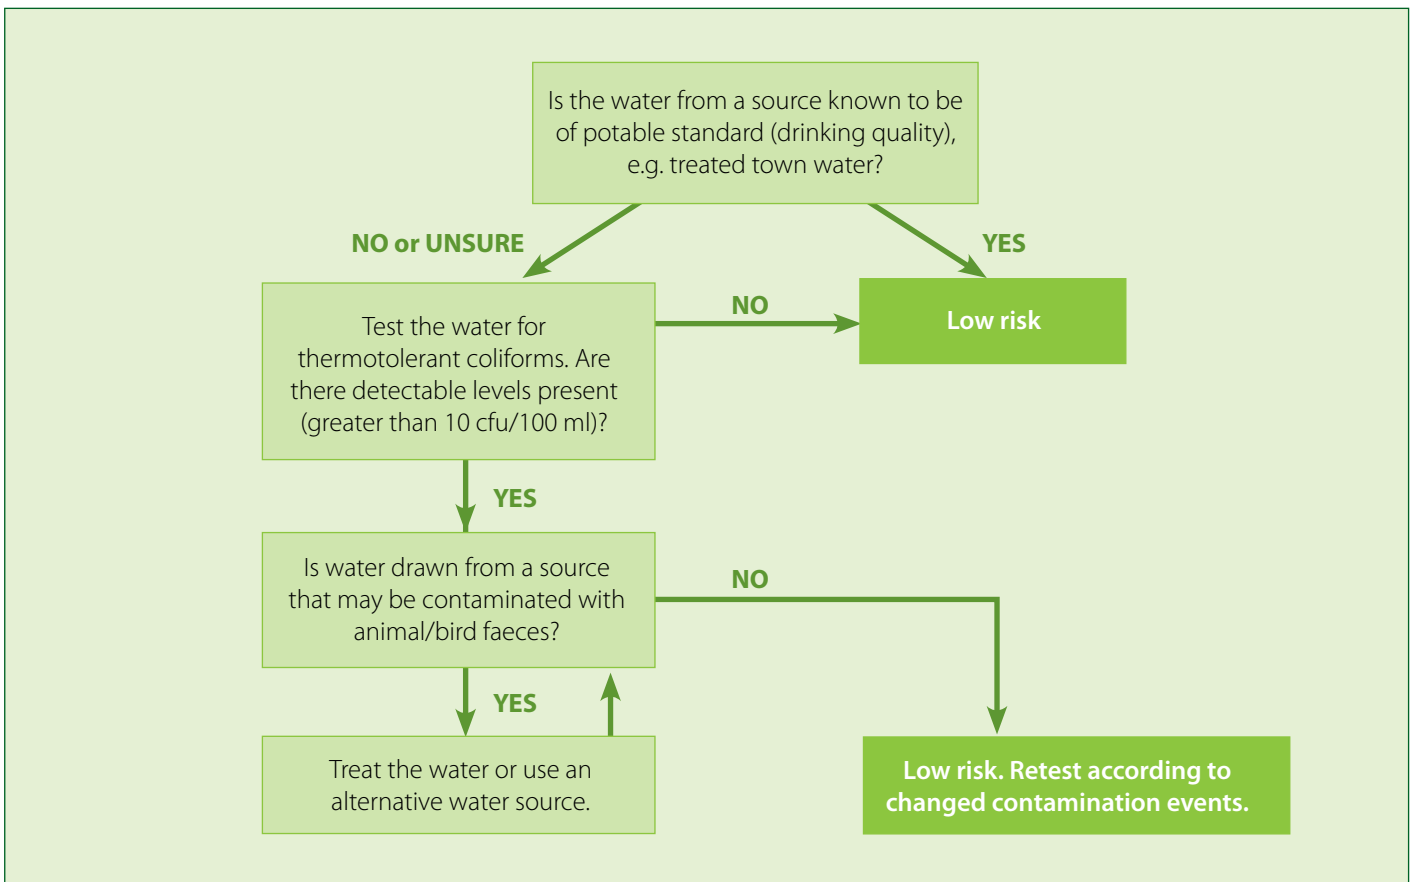 Is the water from a source known to be
of potable standard (drinking quality),
e.g. treated town water?
NO or UNSURE
YES
Test the water for
thermotolerant coliforms. Are
there detectable levels present
(greater than 10 cfu/100 ml)?
NO
Low risk
YES
Is water drawn from a source
that may be contaminated with
animal/bird faeces?
NO
YES
Treat the water or use an
alternative water source.
Low risk. Retest according to
changed contamination events.